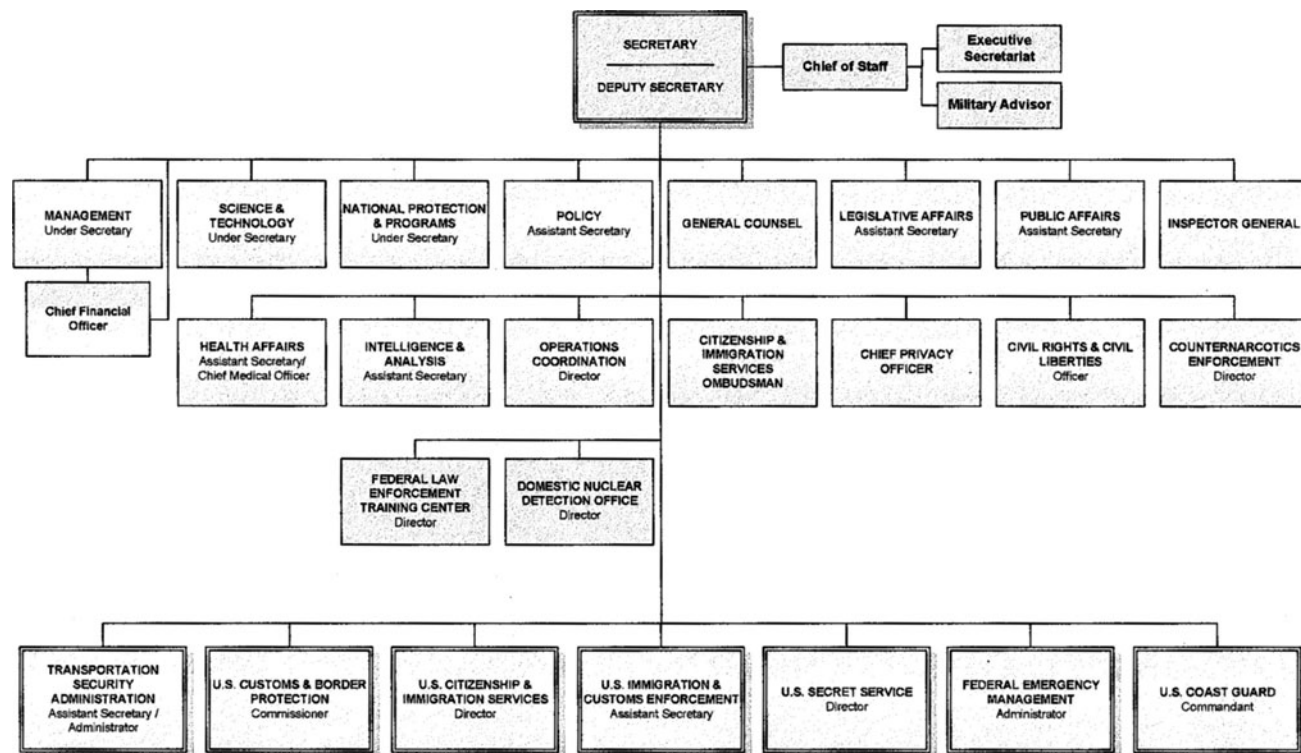 SECRETARY
DEPUTY SECRETARY
Chief of Staff
Executive
Secretariat
Military Advisor
MANAGEMENT
Under Secretary
SCIENCE &
TECHNOLOGY
Under Secretary
NATIONAL PROTECTION
& PROGRAMS
Under Secretary
POLICY
Assistant Secretary
GENERAL COUNSEL
LEGISLATIVE AFFAIRS
Assistant Secretary
PUBLIC AFFAIRS
Assistant Secretary
INSPECTOR GENERAL
Chief Financial
Officer
HEALTH AFFAIRS
Assistant Secretary/
Chief Medical Officer
INTELLIGENCE &
ANALYSIS
Assistant Secretary
OPERATIONS
COORDINATION
Director
CITIZENSHIP &
IMMIGRATION
SERVICES
OMBUDSMAN
CHIEF PRIVACY
OFFICER
CIVIL RIGHTS & CIVIL
LIBERTIES
Officer
COUNTERNARCOTICS
ENFORCEMENT
Director
FEDERAL LAW
ENFORCEMENT
TRAINING CENTER
Director
DOMESTIC NUCLEAR
DETECTION OFFICE
Director
TRANSPORTATION
SECURITY
ADMINISTRATION
Assistant Secretary /
Administrator
U.S. CUSTOMS & BORDER
PROTECTION
Commissioner
U.S. CITIZENSHIP &
IMMIGRATION SERVICES
Director
U.S. IMMIGRATION &
CUSTOMS ENFORCEMENT
Assistant Secretary
U.S. SECRET SERVICE
Director
FEDERAL EMERGENCY
MANAGEMENT
Administrator
U.S. COAST GUARD
Commandant